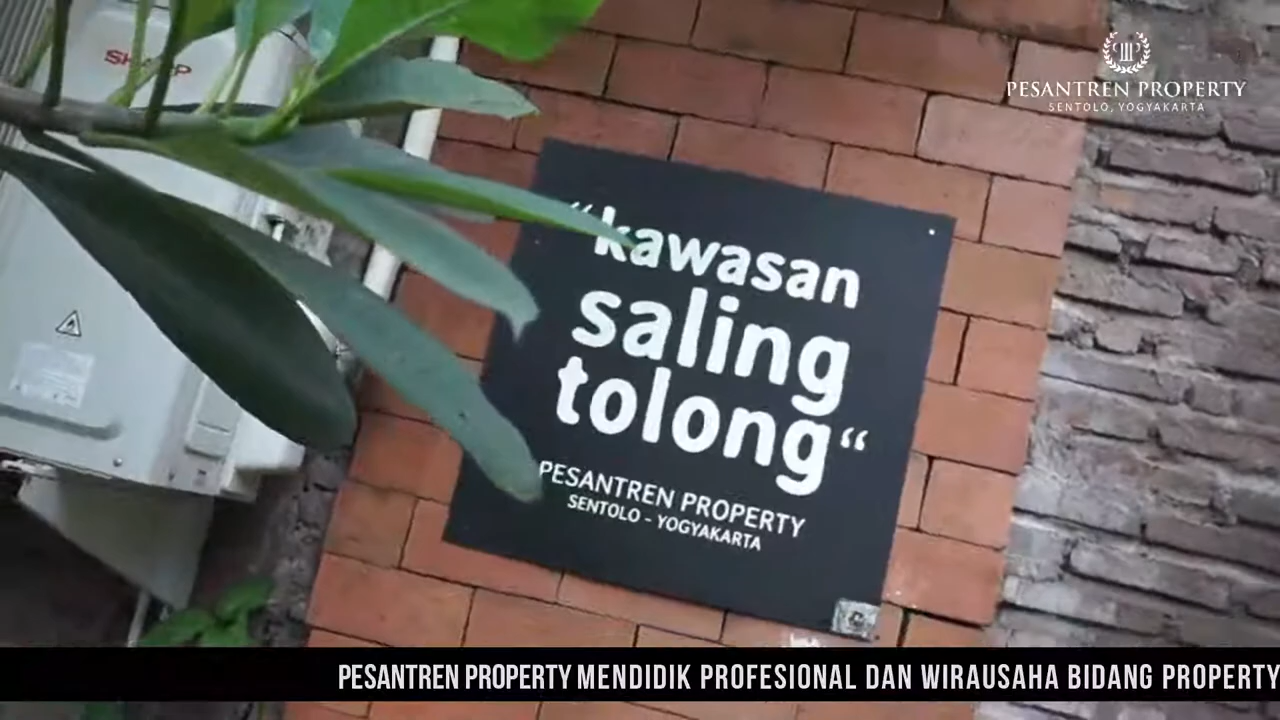 SHARP
PESANTREN PROPERTY
SENTOLO, YOGYAKARTA
“kawasan
saling
tolong“
PESANTREN PROPERTY
SENTOLO - YOGYAKARTA
PESANTREN PROPERTY MENDIDIK PROFESIONAL DAN WIRAUSAHA BIDANG PROPERTY